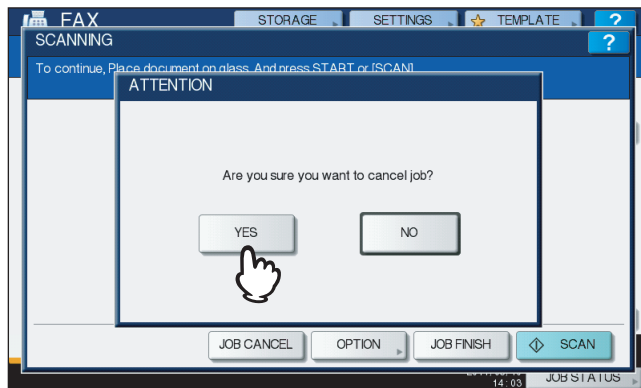 FAX
STORAGE
SETTINGS
TEMPLATE
?
SCANNING
?
To continue, Place document on glass. And press START or [SCAN]
ATTENTION
Are you sure you want to cancel job?
YES
NO
JOB CANCEL
OPTION
JOB FINISH
SCAN
14:03
JOB STATUS